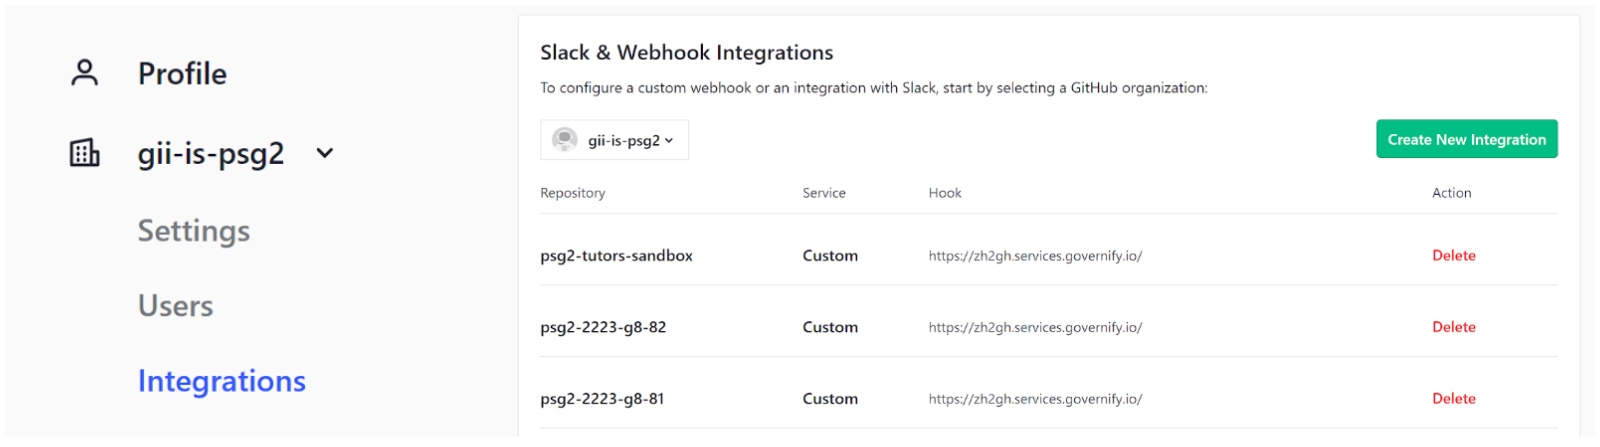 Profile
gii-is-psg2
Settings
Users
Integrations
Slack & Webhook Integrations
To configure a custom webhook or an integration with Slack, start by selecting a GitHub organization:
gii-is-psg2
Create New Integration
Repository Service Hook Action
psg2-tutors-sandbox Custom https://zh2gh.services.governify.io/ Delete
psg2-2223-g8-82 Custom https://zh2gh.services.governify.io/ Delete
psg2-2223-g8-81 Custom https://zh2gh.services.governify.io/ Delete